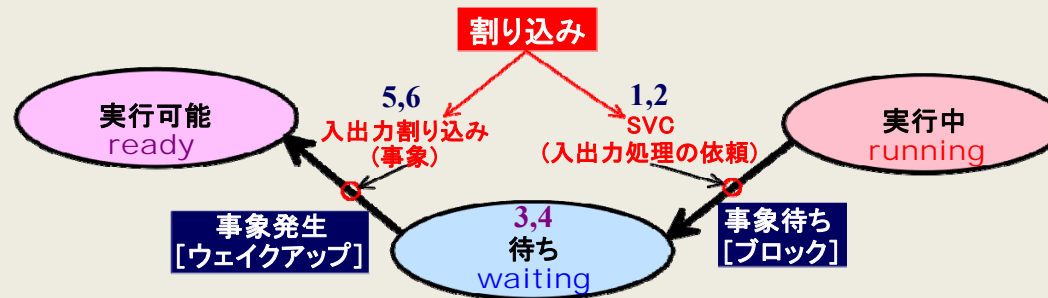 割り込み
実行可能
ready
5,6
入出力割り込み
(事象)
1,2
SVC
(入出力処理の依頼)
実行中
running
事象発生
[ウェイクアップ]
3,4
待ち
waiting
事象待ち
[ブロック]